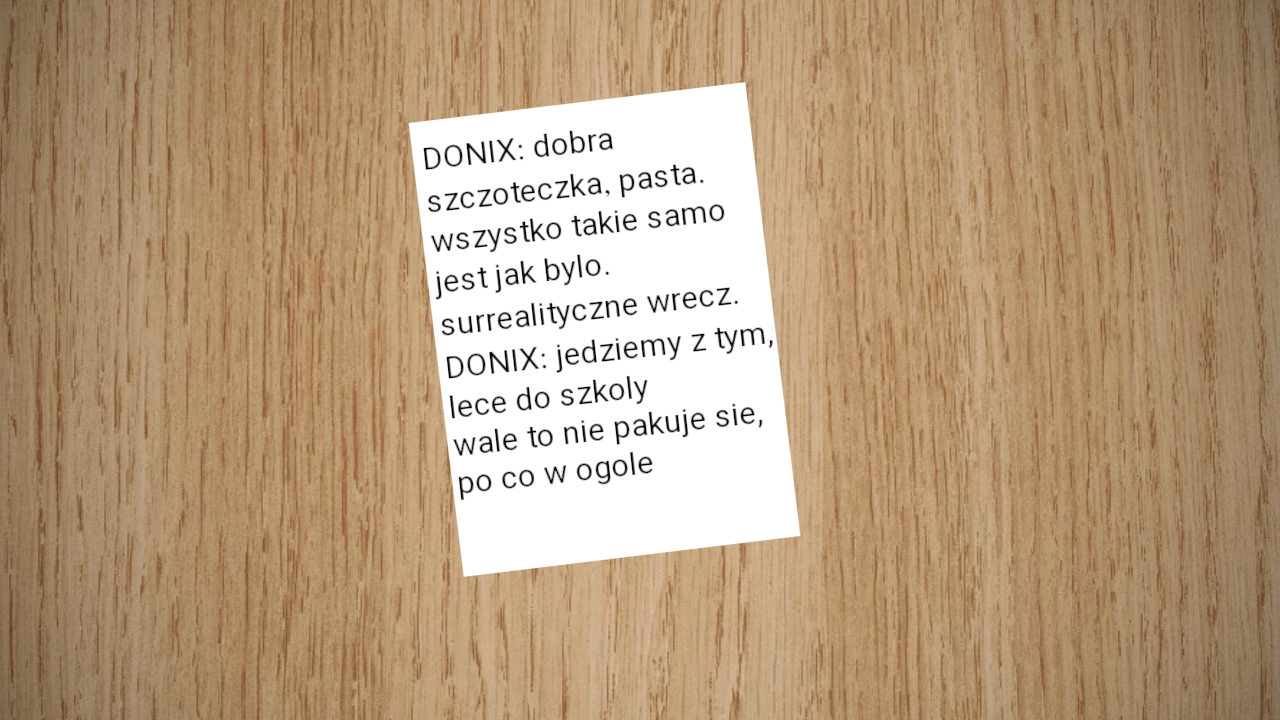 DONIX: dobra
szczoteczka, pasta.
wszystko takie samo
jest jak bylo.
surrealityczne wrecz.
DONIX: jedziemy z tym,
lece do szkoly
wale to nie pakuje sie,
po co w ogole